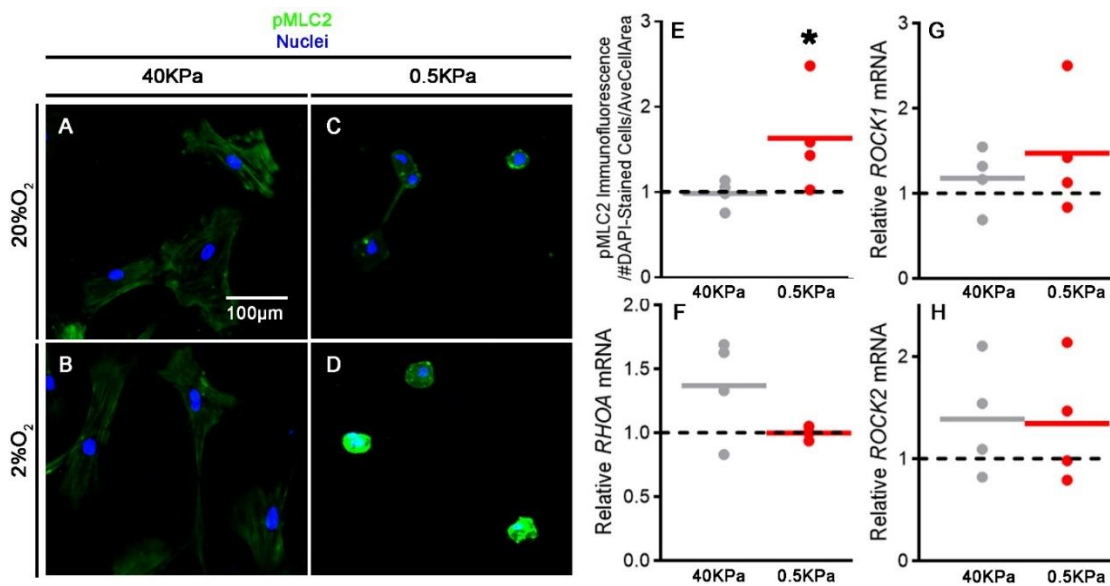 pMLC2
Nuclei
40KPa
0.5KPa
20%O₂
A
100µm
C
2%O₂
B
D
E
*
pMLC2 Immunofluorescence
/#DAPI-Stained Cells/AveCellArea
3
2
1
0
40KPa
0.5KPa
G
Relative ROCK1 mRNA
3
2
1
0
40KPa
0.5KPa
F
Relative RHOA mRNA
2.0
1.5
1.0
0.5
0.0
40KPa
0.5KPa
H
Relative ROCK2 mRNA
2
1
0
40KPa
0.5KPa